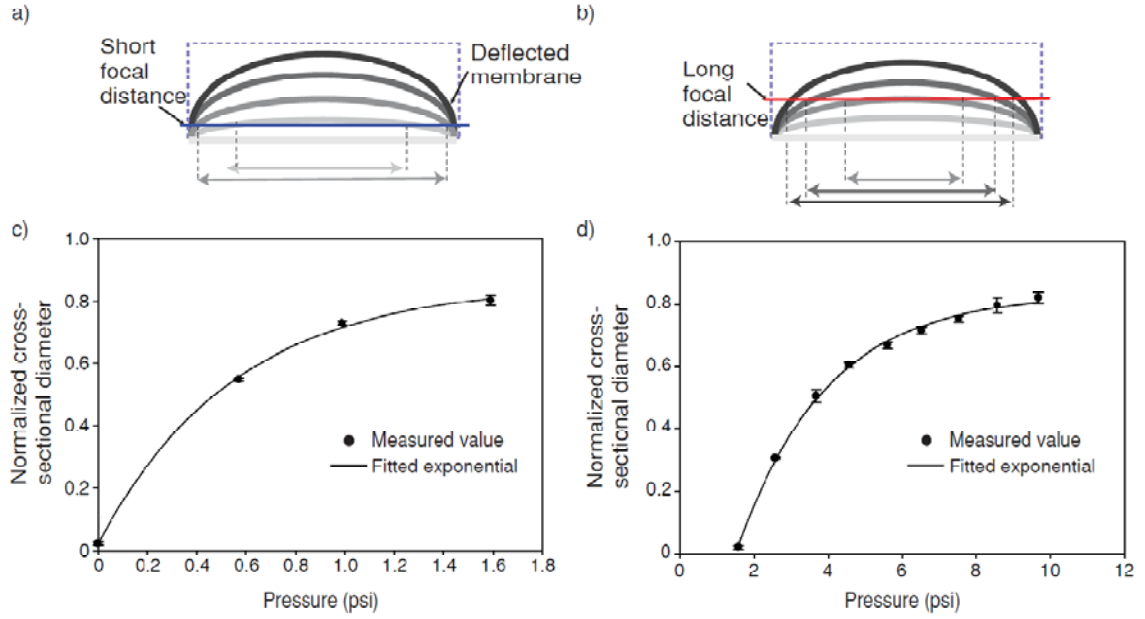 a)
Short
focal
distance
Deflected
membrane
b)
Long
focal
distance
c)
Normalized cross-
sectional diameter
1.0
0.8
0.6
0.4
0.2
0
Measured value
Fitted exponential
0 0.2 0.4 0.6 0.8 1.0 1.2 1.4 1.6 1.8
Pressure (psi)
d)
Normalized cross-
sectional diameter
1.0
0.8
0.6
0.4
0.2
0
Measured value
Fitted exponential
0 2 4 6 8 10 12
Pressure (psi)